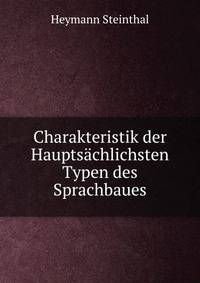 Heymann Steinthal
Charakteristik der
Hauptsächlichsten
Typen des
Sprachbaues